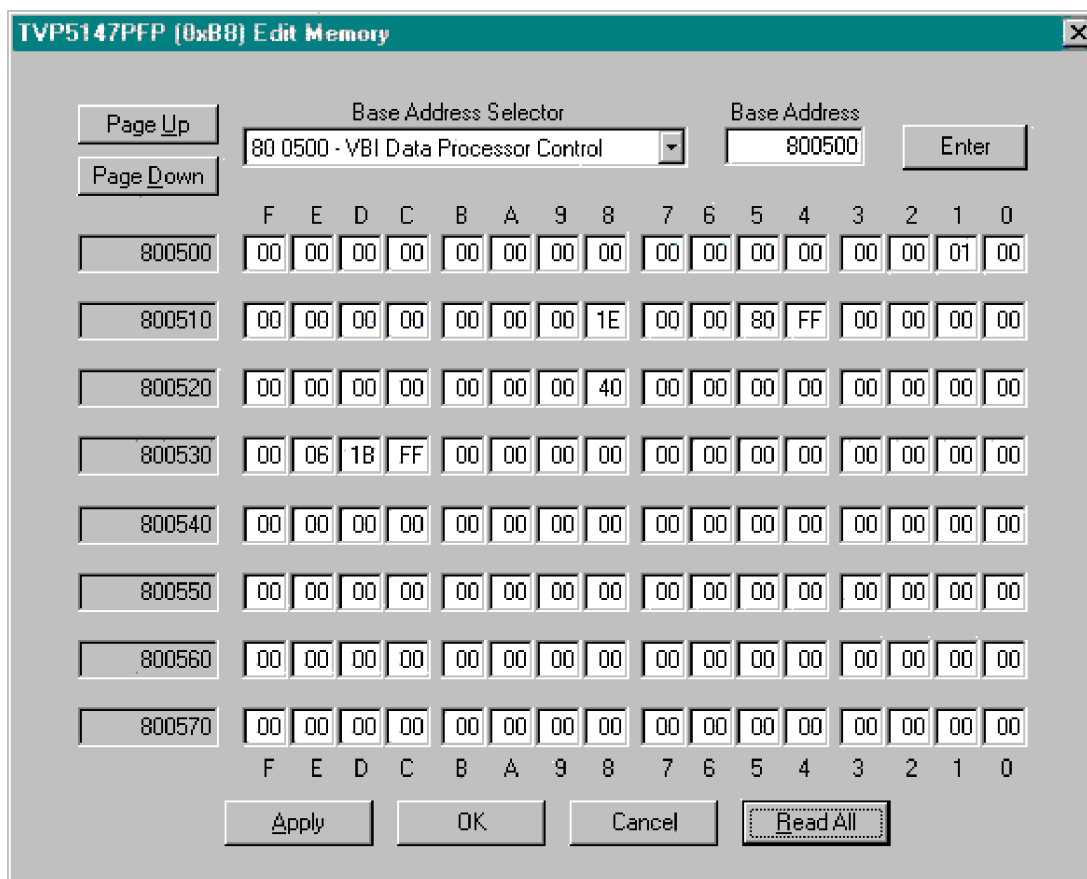 TVP5147PFP (0xB8) Edit Memory
Page Up
Base Address Selector
Base Address
80 0500 - VBI Data Processor Control
800500
Enter
Page Down
F E D C B A 9 8 7 6 5 4 3 2 1 0
800500 00 00 00 00 00 00 00 00 00 00 00 00 00 00 01 00
800510 00 00 00 00 00 00 00 1E 00 00 80 FF 00 00 00 00
800520 00 00 00 00 00 00 00 40 00 00 00 00 00 00 00 00
800530 00 06 1B FF 00 00 00 00 00 00 00 00 00 00 00 00
800540 00 00 00 00 00 00 00 00 00 00 00 00 00 00 00 00
800550 00 00 00 00 00 00 00 00 00 00 00 00 00 00 00 00
800560 00 00 00 00 00 00 00 00 00 00 00 00 00 00 00 00
800570 00 00 00 00 00 00 00 00 00 00 00 00 00 00 00 00
F E D C B A 9 8 7 6 5 4 3 2 1 0
Apply OK Cancel Read All